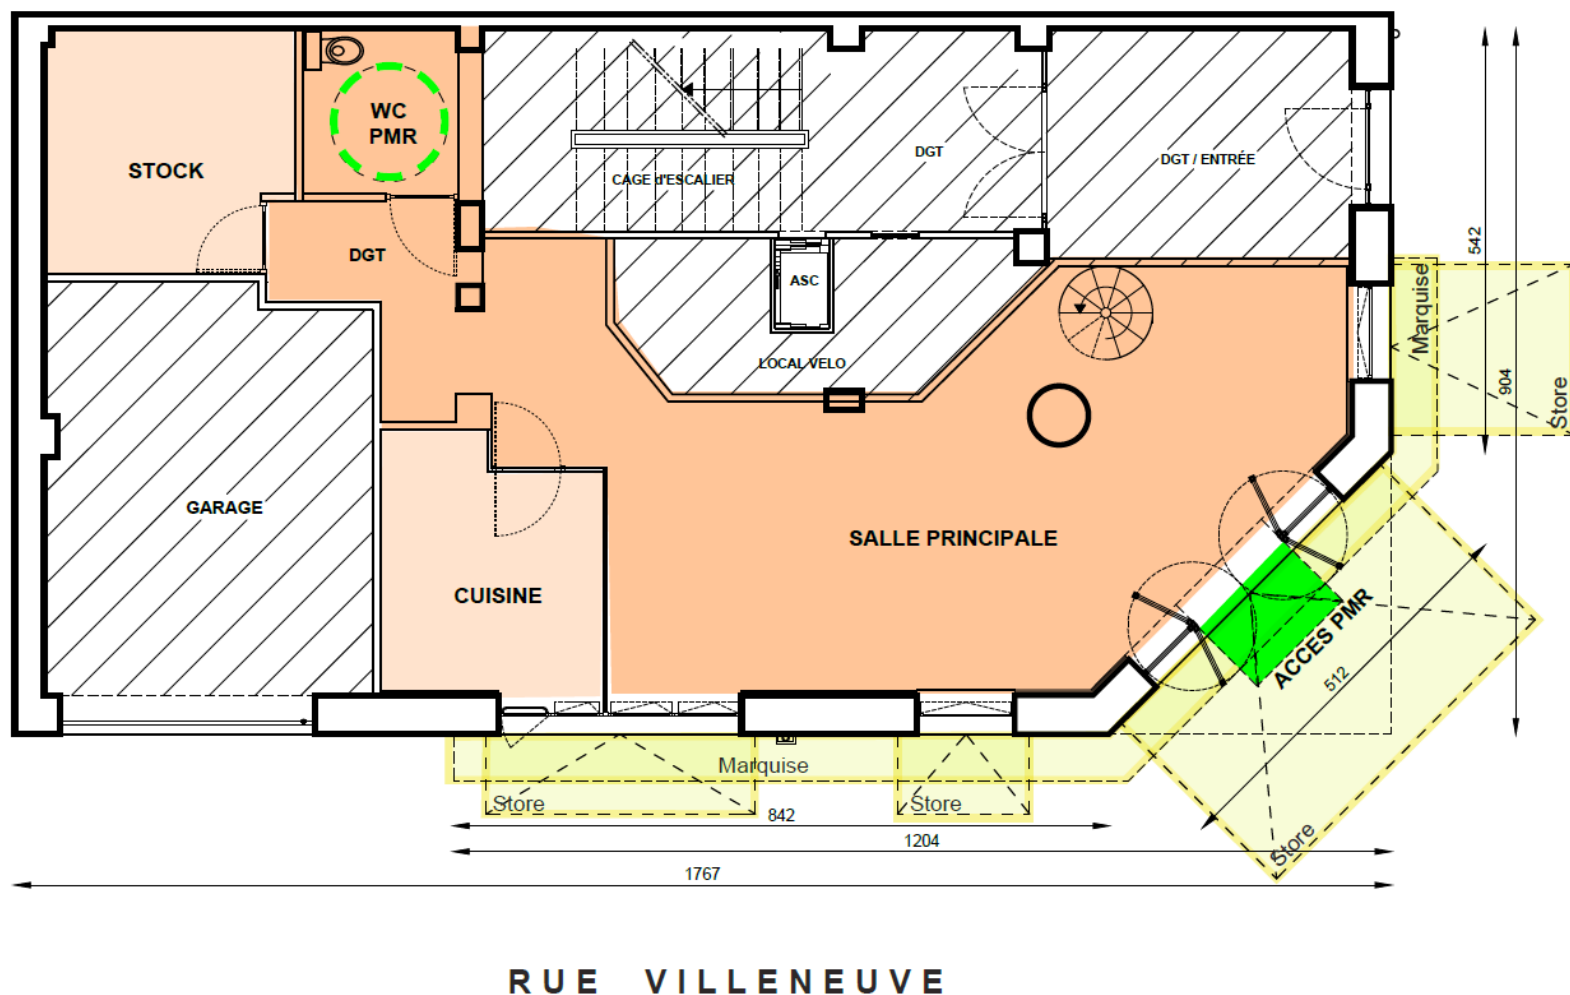 WC
PMR
STOCK
DGT
CAGE d'ESCALIER
DGT
DGT / ENTRÉE
ASC
LOCAL VELO
GARAGE
CUISINE
SALLE PRINCIPALE
ACCES PMR
Marquise
Store
542
904
512
Store
Marquise
Store
Store
842
1204
1767
RUE VILLENEUVE